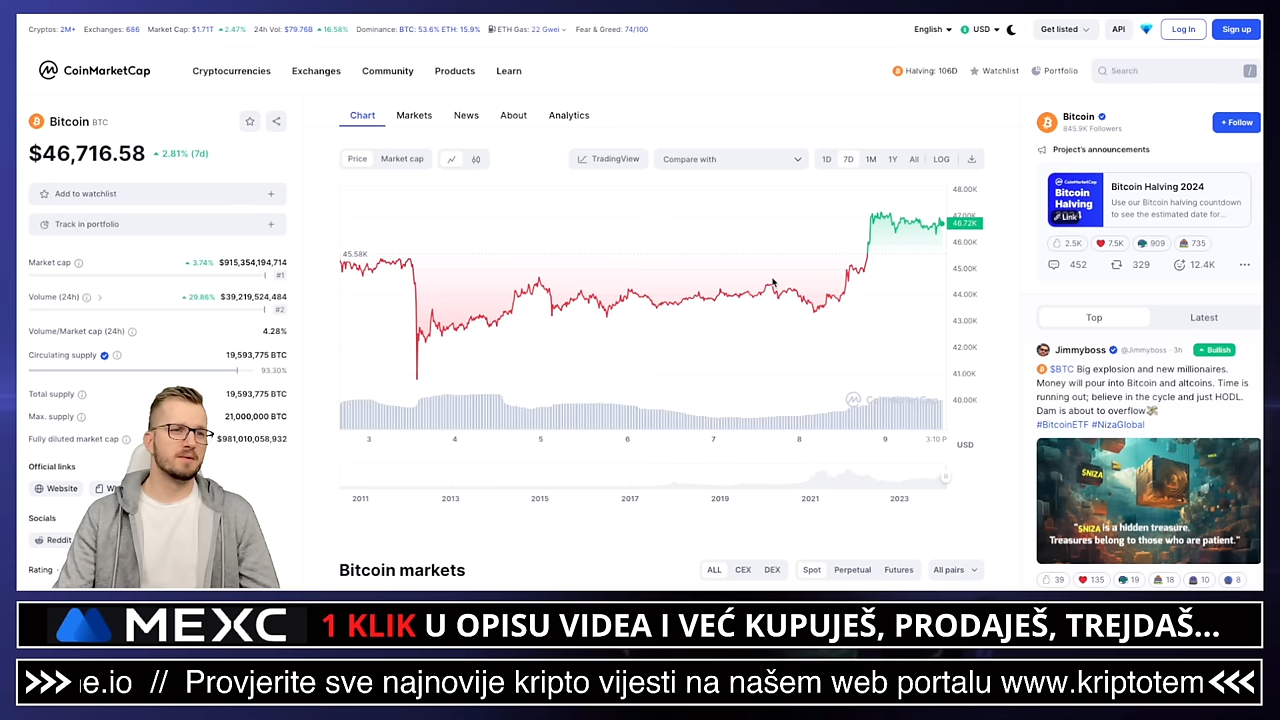 Cryptos: 2M+ Exchanges: 686 Market Cap: $1.71T 2.47% 24h Vol: $79.76B 16.58% Dominance: BTC: 53.6% ETH: 15.9% ETH Gas: 22 Gwei Fear & Greed: 74/100
English USD Get listed API Log In Sign up
CoinMarketCap Cryptocurrencies Exchanges Community Products Learn
Halving: 106D Watchlist Portfolio Search /
Bitcoin BTC
$46,716.58 2.81% (7d)
Add to watchlist +
Track in portfolio +
Market cap 3.74% $915,354,194,714
#1
Volume (24h) 29.86% $39,219,524,484
#2
Volume/Market cap (24h) 4.28%
Circulating supply 19,593,775 BTC
93.30%
Total supply 19,593,775 BTC
Max. supply 21,000,000 BTC
Fully diluted market cap $981,010,058,932
Official links
Website
Socials
Reddit
Rating
Chart Markets News About Analytics
Price Market cap TradingView Compare with 1D 7D 1M 1Y All LOG
48.00K
47.00K
46.72K
46.00K
45.58K
45.00K
44.00K
43.00K
42.00K
41.00K
40.00K
CoinMarketCap
3 4 5 6 7 8 9 3:10 P
USD
2011 2013 2015 2017 2019 2021 2023
Bitcoin markets
ALL CEX DEX Spot Perpetual Futures All pairs
Bitcoin
845.9K Followers
+ Follow
Project's announcements
CoinMarketCap
Bitcoin
Halving
Link
Bitcoin Halving 2024
Use our Bitcoin halving countdown
to see the estimated date for...
2.5K 7.5K 909 735
452 329 12.4K ...
Top Latest
Jimmyboss @Jimmyboss · 3h Bullish
$BTC Big explosion and new millionaires.
Money will pour into Bitcoin and altcoins. Time is
running out; believe in the cycle and just HODL.
Dam is about to overflow
#BitcoinETF #NizaGlobal
$NIZA
"$NIZA is a hidden treasure.
Treasures belong to those who are patient."
39 135 19 18 10 8
MEXC 1 KLIK U OPISU VIDEA I VEĆ KUPUJEŠ, PRODAJEŠ, TREJDAŠ...
e.io // Provjerite sve najnovije kripto vijesti na našem web portalu www.kriptotem